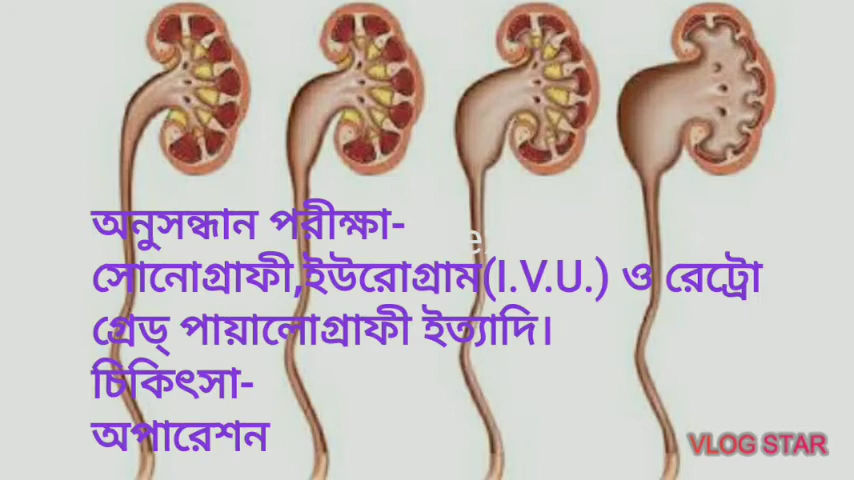 অনুসন্ধান পরীক্ষা-
সোনোগ্রাফী,ইউরোগ্রাম(I.V.U.) ও রেট্রো
গ্রেড্ পায়ালোগ্রাফী ইত্যাদি।
চিকিৎসা-
অপারেশন
VLOG STAR